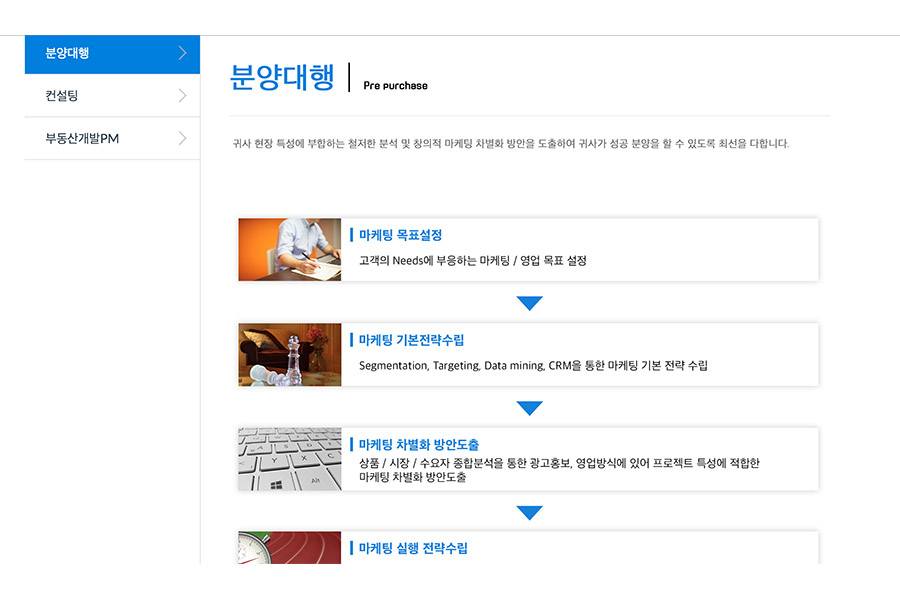 분양대행
컨설팅
부동산개발PM
분양대행
Pre purchase
귀사 현장 특성에 부합하는 철저한 분석 및 창의적 마케팅 차별화 방안을 도출하여 귀사가 성공 분양을 할 수 있도록 최선을 다합니다.
마케팅 목표설정
고객의 Needs에 부응하는 마케팅 / 영업 목표 설정
마케팅 기본전략수립
Segmentation, Targeting, Data mining, CRM을 통한 마케팅 기본 전략 수립
마케팅 차별화 방안도출
상품 / 시장 / 수요자 종합분석을 통한 광고홍보, 영업방식에 있어 프로젝트 특성에 적합한
마케팅 차별화 방안도출
마케팅 실행 전략수립